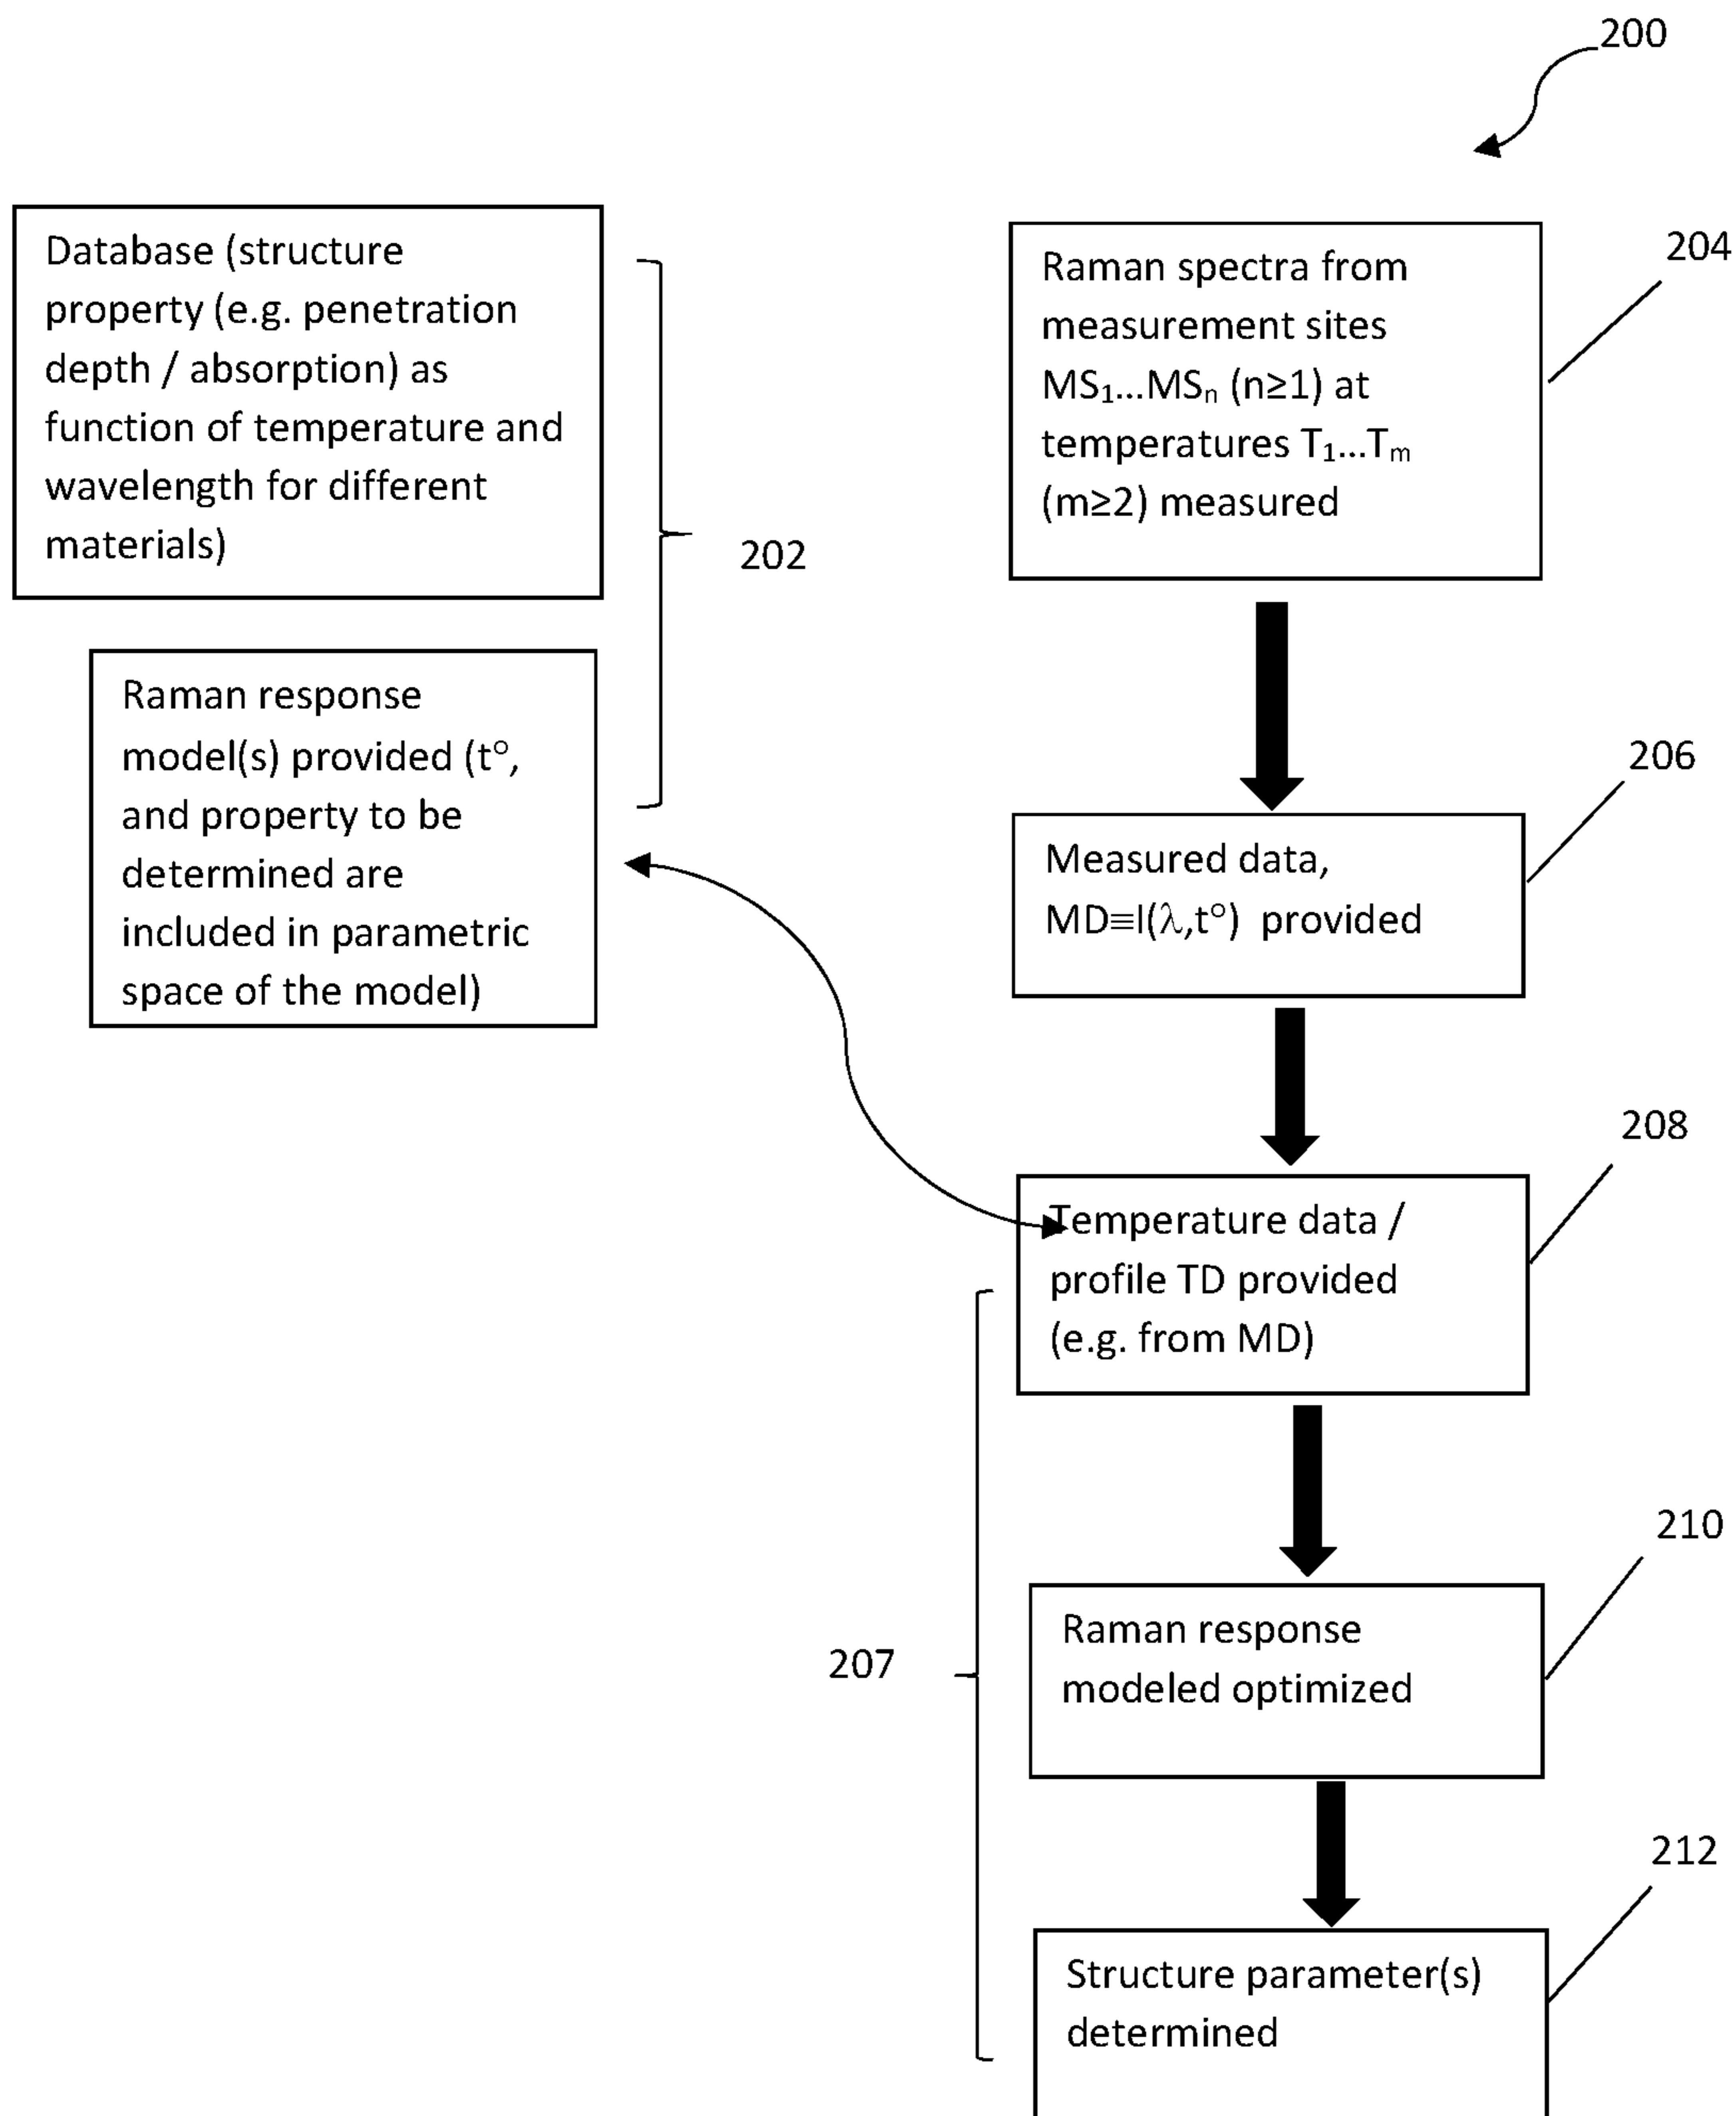 200
Database (structure
property (e.g. penetration
depth / absorption) as
function of temperature and
wavelength for different
materials)
202
Raman response
model(s) provided (t°,
and property to be
determined are
included in parametric
space of the model)
204
Raman spectra from
measurement sites
MS₁...MSₙ (n≥1) at
temperatures T₁...Tₘ
(m≥2) measured
206
Measured data,
MD≡I(λ,t°) provided
208
Temperature data /
profile TD provided
(e.g. from MD)
207
210
Raman response
modeled optimized
212
Structure parameter(s)
determined